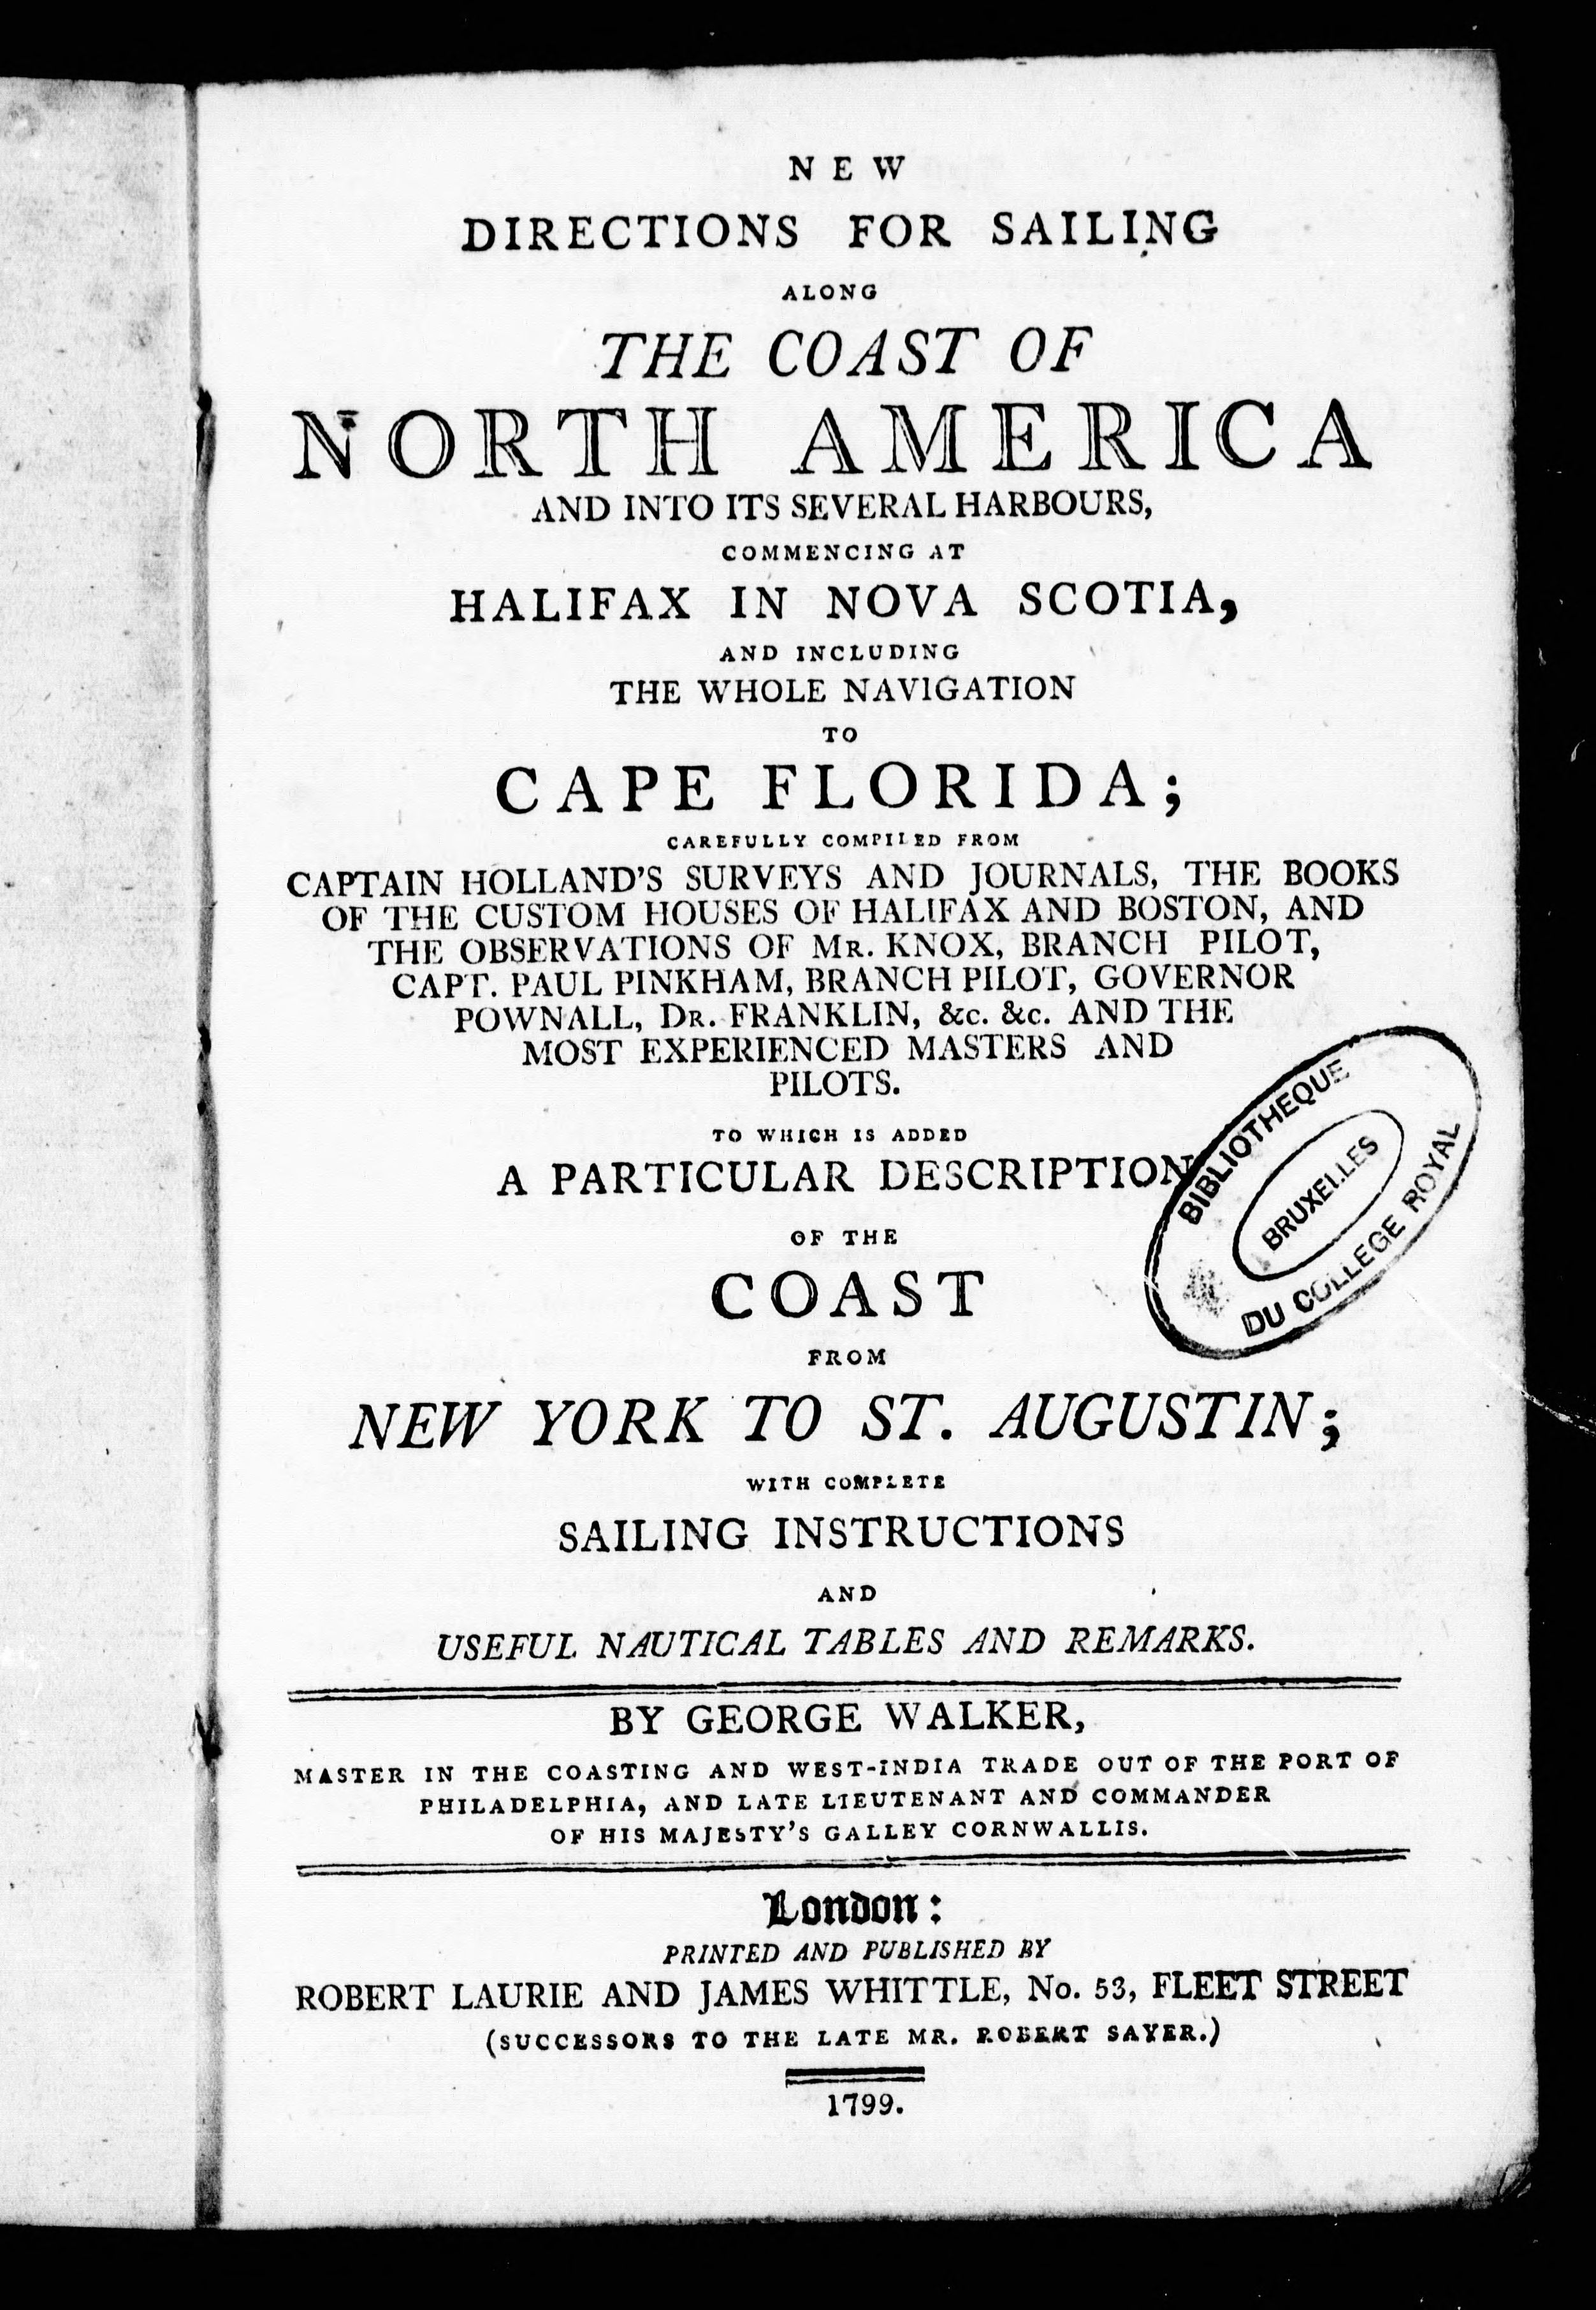 NEW
DIRECTIONS FOR SAILING
ALONG
THE COAST OF
NORTH AMERICA
AND INTO ITS SEVERAL HARBOURS,
COMMENCING AT
HALIFAX IN NOVA SCOTIA,
AND INCLUDING
THE WHOLE NAVIGATION
TO
CAPE FLORIDA;
CAREFULLY COMPILED FROM
CAPTAIN HOLLAND'S SURVEYS AND JOURNALS, THE BOOKS
OF THE CUSTOM HOUSES OF HALIFAX AND BOSTON, AND
THE OBSERVATIONS OF MR. KNOX, BRANCH PILOT,
CAPT. PAUL PINKHAM, BRANCH PILOT, GOVERNOR
POWNALL, DR. FRANKLIN, &c. &c. AND THE
MOST EXPERIENCED MASTERS AND
PILOTS.
TO WHICH IS ADDED
A PARTICULAR DESCRIPTION
OF THE
COAST
FROM
NEW YORK TO ST. AUGUSTIN;
WITH COMPLETE
SAILING INSTRUCTIONS
AND
USEFUL NAUTICAL TABLES AND REMARKS.
BY GEORGE WALKER,
MASTER IN THE COASTING AND WEST-INDIA TRADE OUT OF THE PORT OF
PHILADELPHIA, AND LATE LIEUTENANT AND COMMANDER
OF HIS MAJESTY'S GALLEY CORNWALLIS.
London:
PRINTED AND PUBLISHED BY
ROBERT LAURIE AND JAMES WHITTLE, No. 53, FLEET STREET
(SUCCESSORS TO THE LATE MR. ROBERT SAYER.)
1799.
BIBLIOTHEQUE
BRUXELLES
DU COLLEGE ROYAL